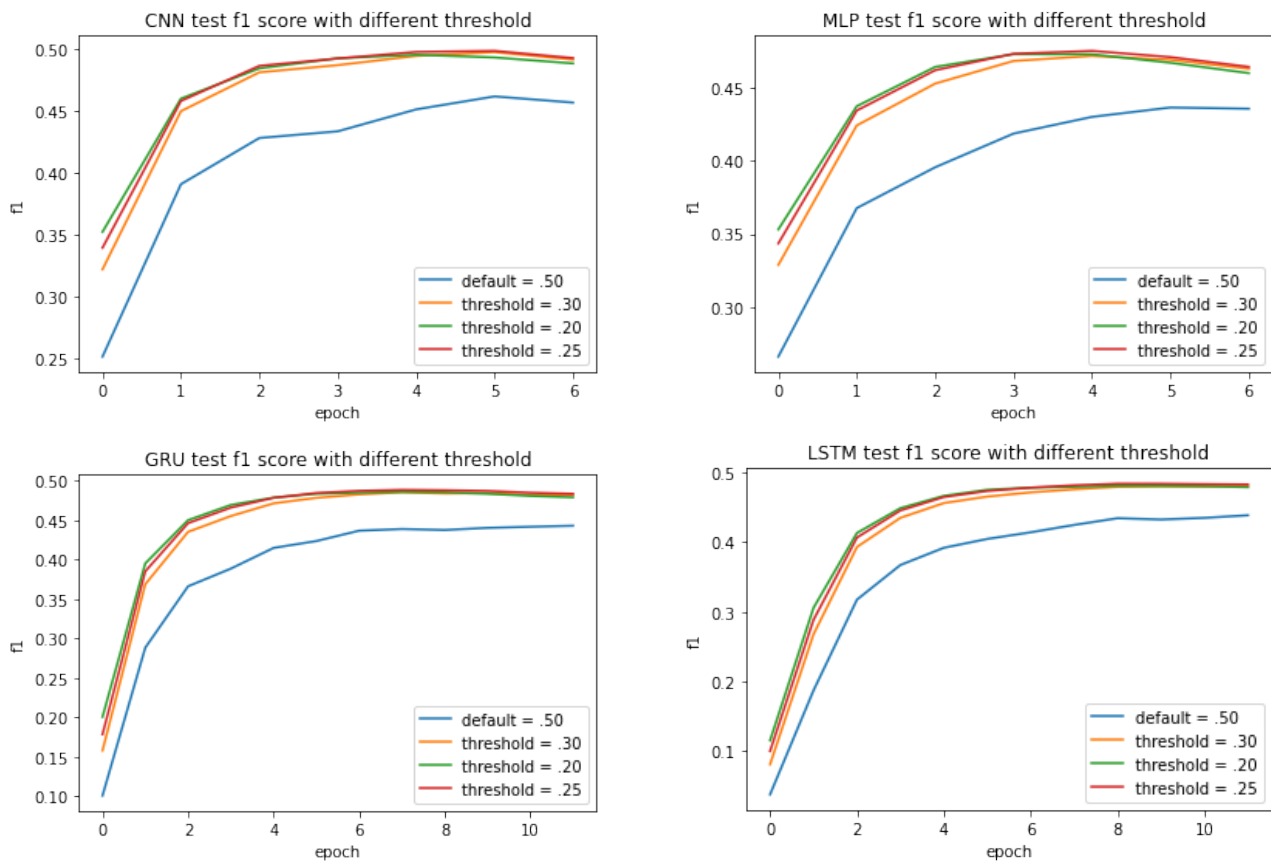 CNN test f1 score with different threshold
0.50
0.45
0.40
0.35
0.30
0.25
f1
default = .50
threshold = .30
threshold = .20
threshold = .25
0 1 2 3 4 5 6
epoch
MLP test f1 score with different threshold
0.45
0.40
0.35
0.30
f1
default = .50
threshold = .30
threshold = .20
threshold = .25
0 1 2 3 4 5 6
epoch
GRU test f1 score with different threshold
0.50
0.45
0.40
0.35
0.30
0.25
0.20
0.15
0.10
f1
default = .50
threshold = .30
threshold = .20
threshold = .25
0 2 4 6 8 10
epoch
LSTM test f1 score with different threshold
0.5
0.4
0.3
0.2
0.1
f1
default = .50
threshold = .30
threshold = .20
threshold = .25
0 2 4 6 8 10
epoch